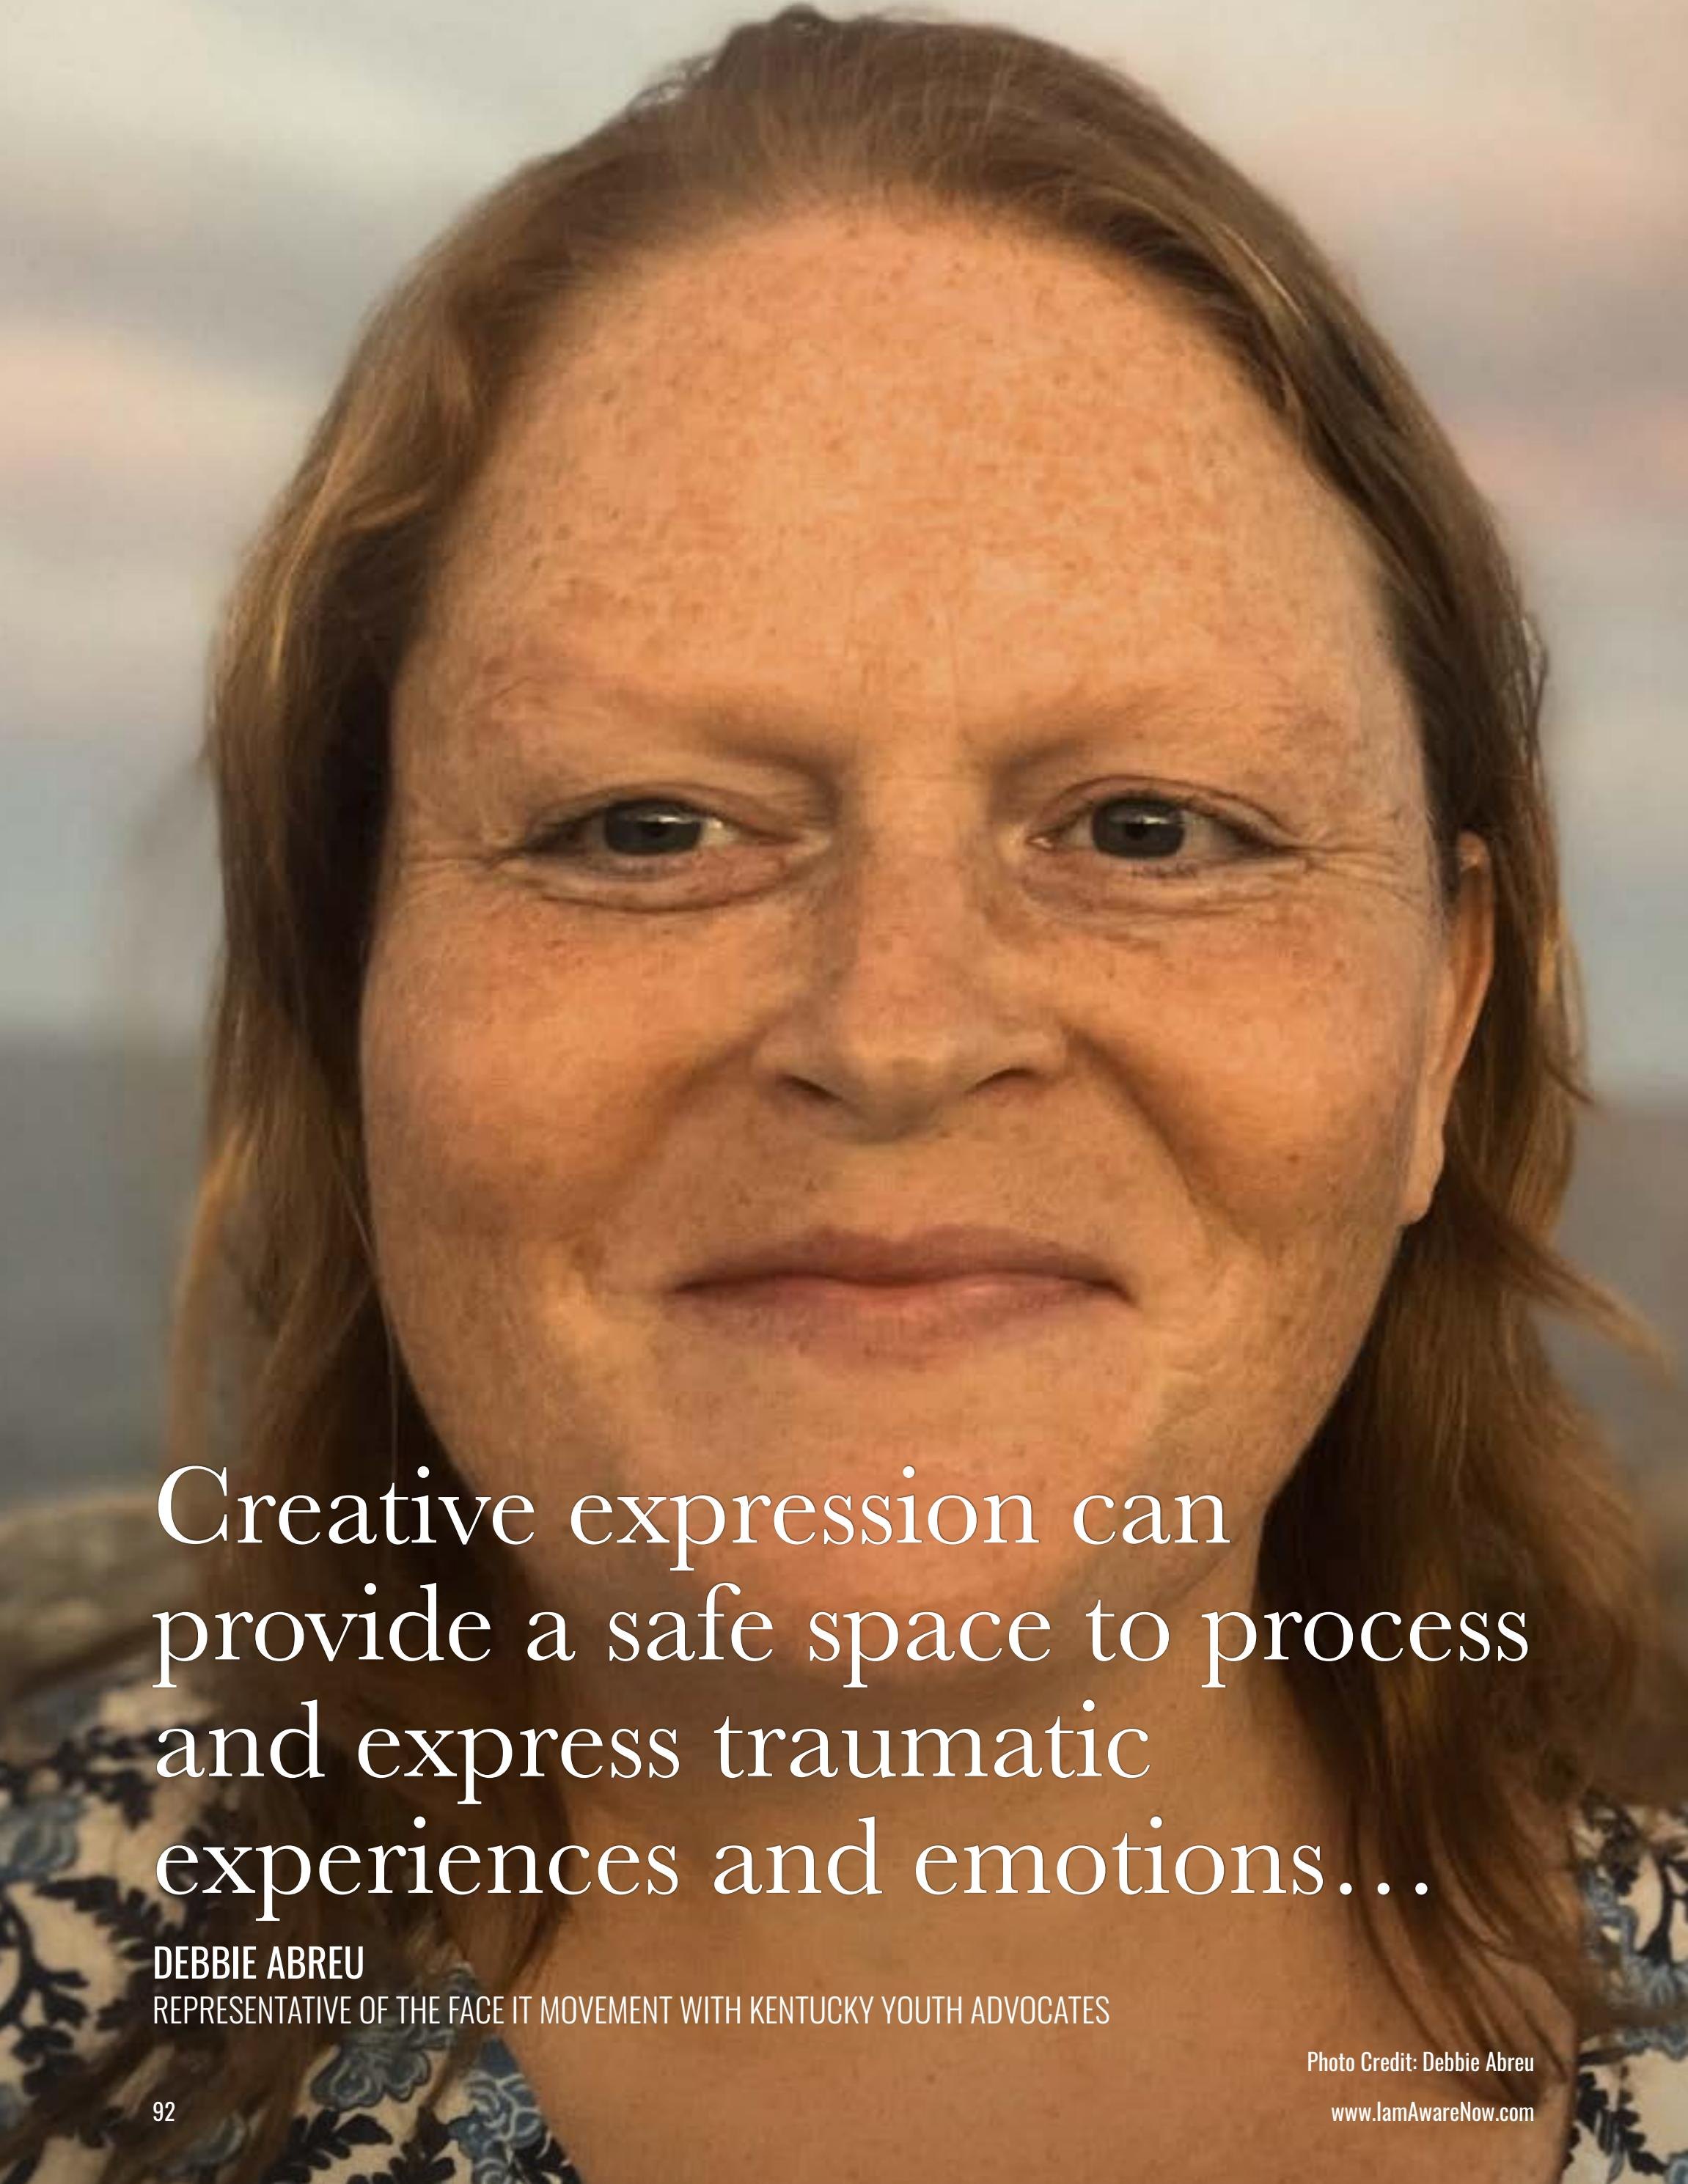 Creative expression can
provide a safe space to process
and express traumatic
experiences and emotions…
DEBBIE ABREU
REPRESENTATIVE OF THE FACE IT MOVEMENT WITH KENTUCKY YOUTH ADVOCATES
Photo Credit: Debbie Abreu
92
www.IamAwareNow.com